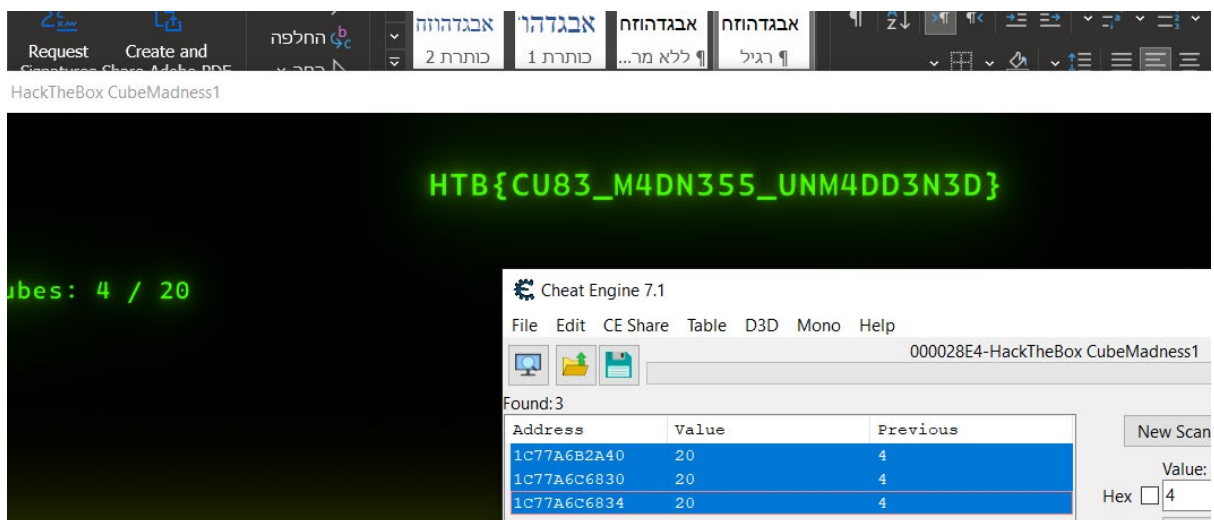 Request
Create and
החלפה
אבגדהוזח
כותרת 2
אבגדהו
כותרת 1
אבגדהוזח
¶ ללא מר...
אבגדהוזח
¶ רגיל
HackTheBox CubeMadness1
HTB{CU83_M4DN355_UNM4DD3N3D}
ubes: 4 / 20
Cheat Engine 7.1
File Edit CE Share Table D3D Mono Help
000028E4-HackTheBox CubeMadness1
Found:3
Address Value Previous
New Scan
1C77A6B2A40 20 4
1C77A6C6830 20 4
1C77A6C6834 20 4
Value:
Hex 4